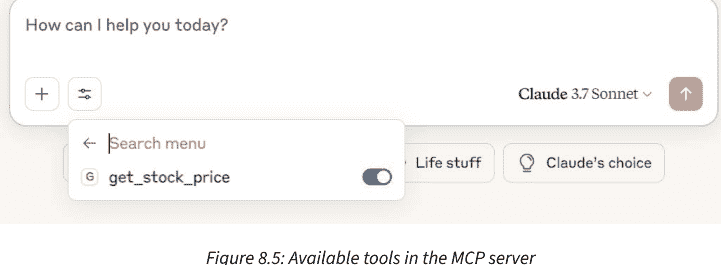 How can I help you today?
Claude 3.7 Sonnet
Search menu
G get_stock_price
Life stuff
Claude's choice
Figure 8.5: Available tools in the MCP server